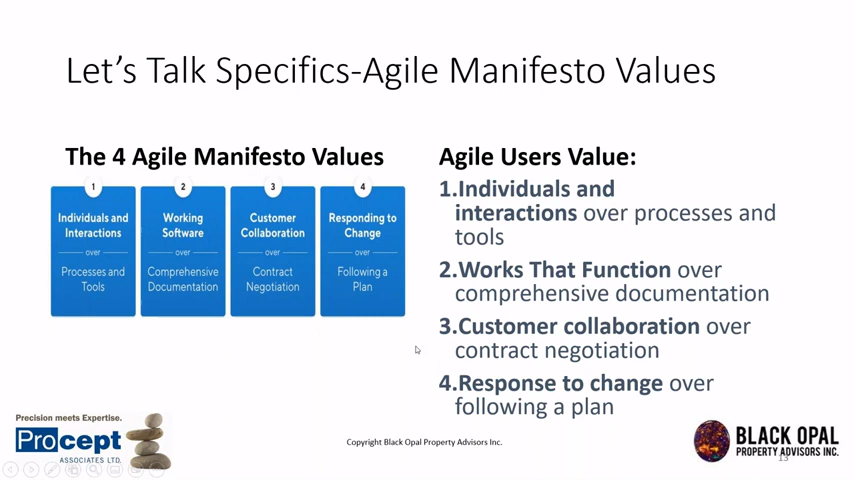 Let's Talk Specifics-Agile Manifesto Values
The 4 Agile Manifesto Values
1
Individuals and
Interactions
over
Processes and
Tools
2
Working
Software
over
Comprehensive
Documentation
3
Customer
Collaboration
over
Contract
Negotiation
4
Responding to
Change
over
Following a
Plan
Agile Users Value:
1.Individuals and
interactions over processes and
tools
2.Works That Function over
comprehensive documentation
3.Customer collaboration over
contract negotiation
4.Response to change over
following a plan
Precision meets Expertise.
Procept
ASSOCIATES LTD.
Copyright Black Opal Property Advisors Inc.
BLACK OPAL
PROPERTY ADVISORS INC.
13